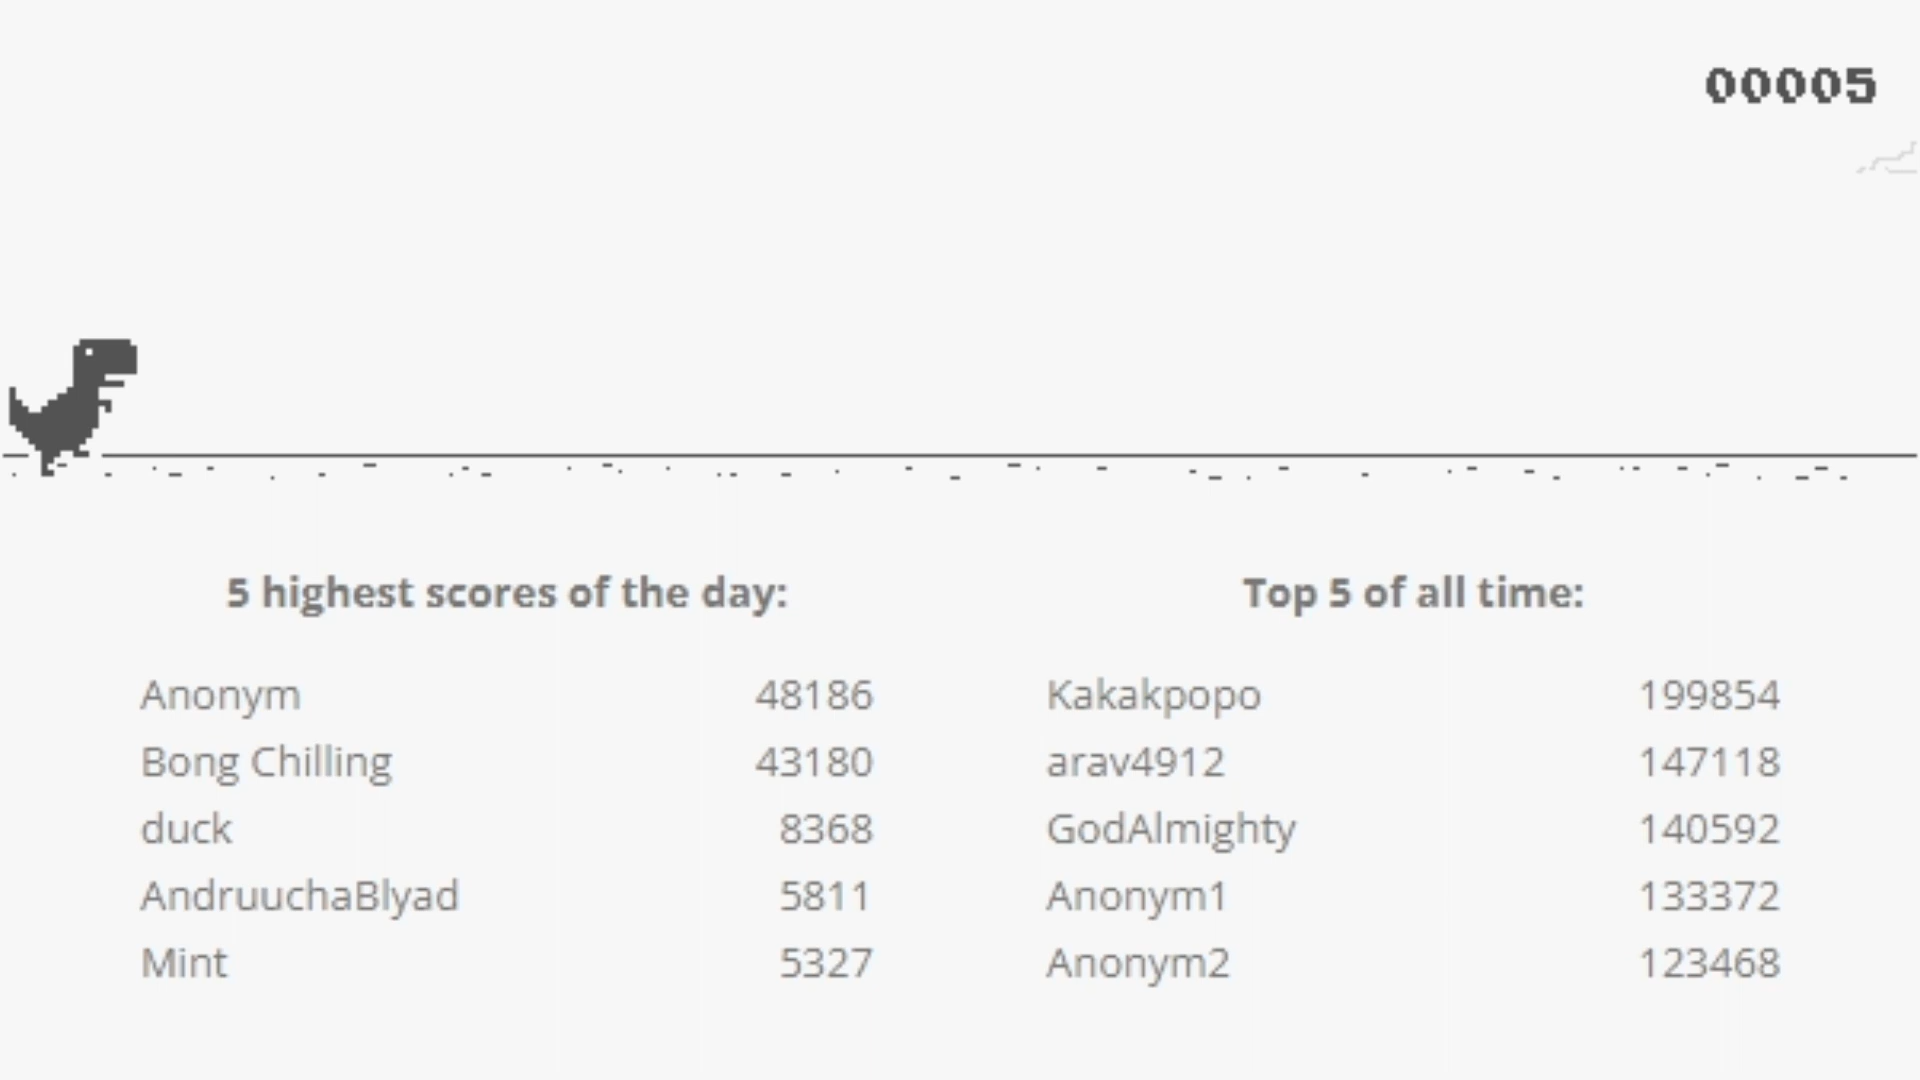 00005
5 highest scores of the day:
Anonym 48186
Bong Chilling 43180
duck 8368
AndruuchaBlyad 5811
Mint 5327
Top 5 of all time:
Kakakpopo 199854
arav4912 147118
GodAlmighty 140592
Anonym1 133372
Anonym2 123468